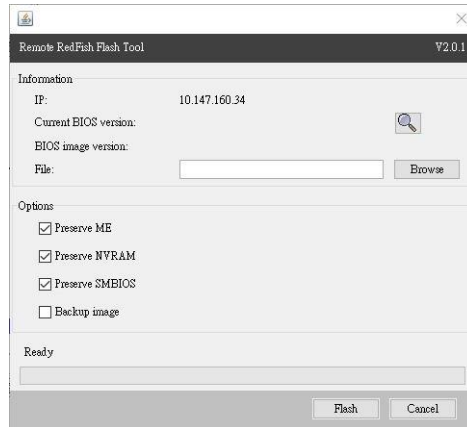 Remote RedFish Flash Tool V2.0.1
Information
IP: 10.147.160.34
Current BIOS version:
BIOS image version:
File: Browse
Options
Preserve ME
Preserve NVRAM
Preserve SMBIOS
Backup image
Ready
Flash Cancel